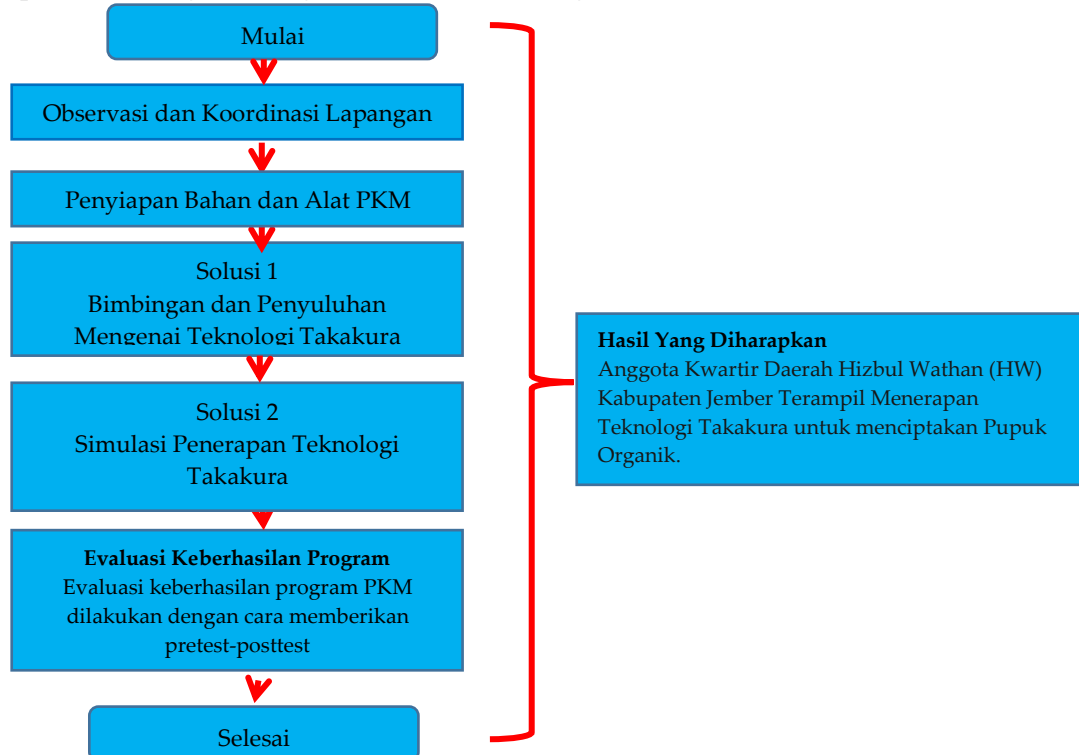 Mulai
Observasi dan Koordinasi Lapangan
Penyiapan Bahan dan Alat PKM
Solusi 1
Bimbingan dan Penyuluhan
Mengenai Teknologi Takakura
Solusi 2
Simulasi Penerapan Teknologi
Takakura
Evaluasi Keberhasilan Program
Evaluasi keberhasilan program PKM
dilakukan dengan cara memberikan
pretest-posttest
Selesai
Hasil Yang Diharapkan
Anggota Kwartir Daerah Hizbul Wathan (HW)
Kabupaten Jember Terampil Menerapan
Teknologi Takakura untuk menciptakan Pupuk
Organik.